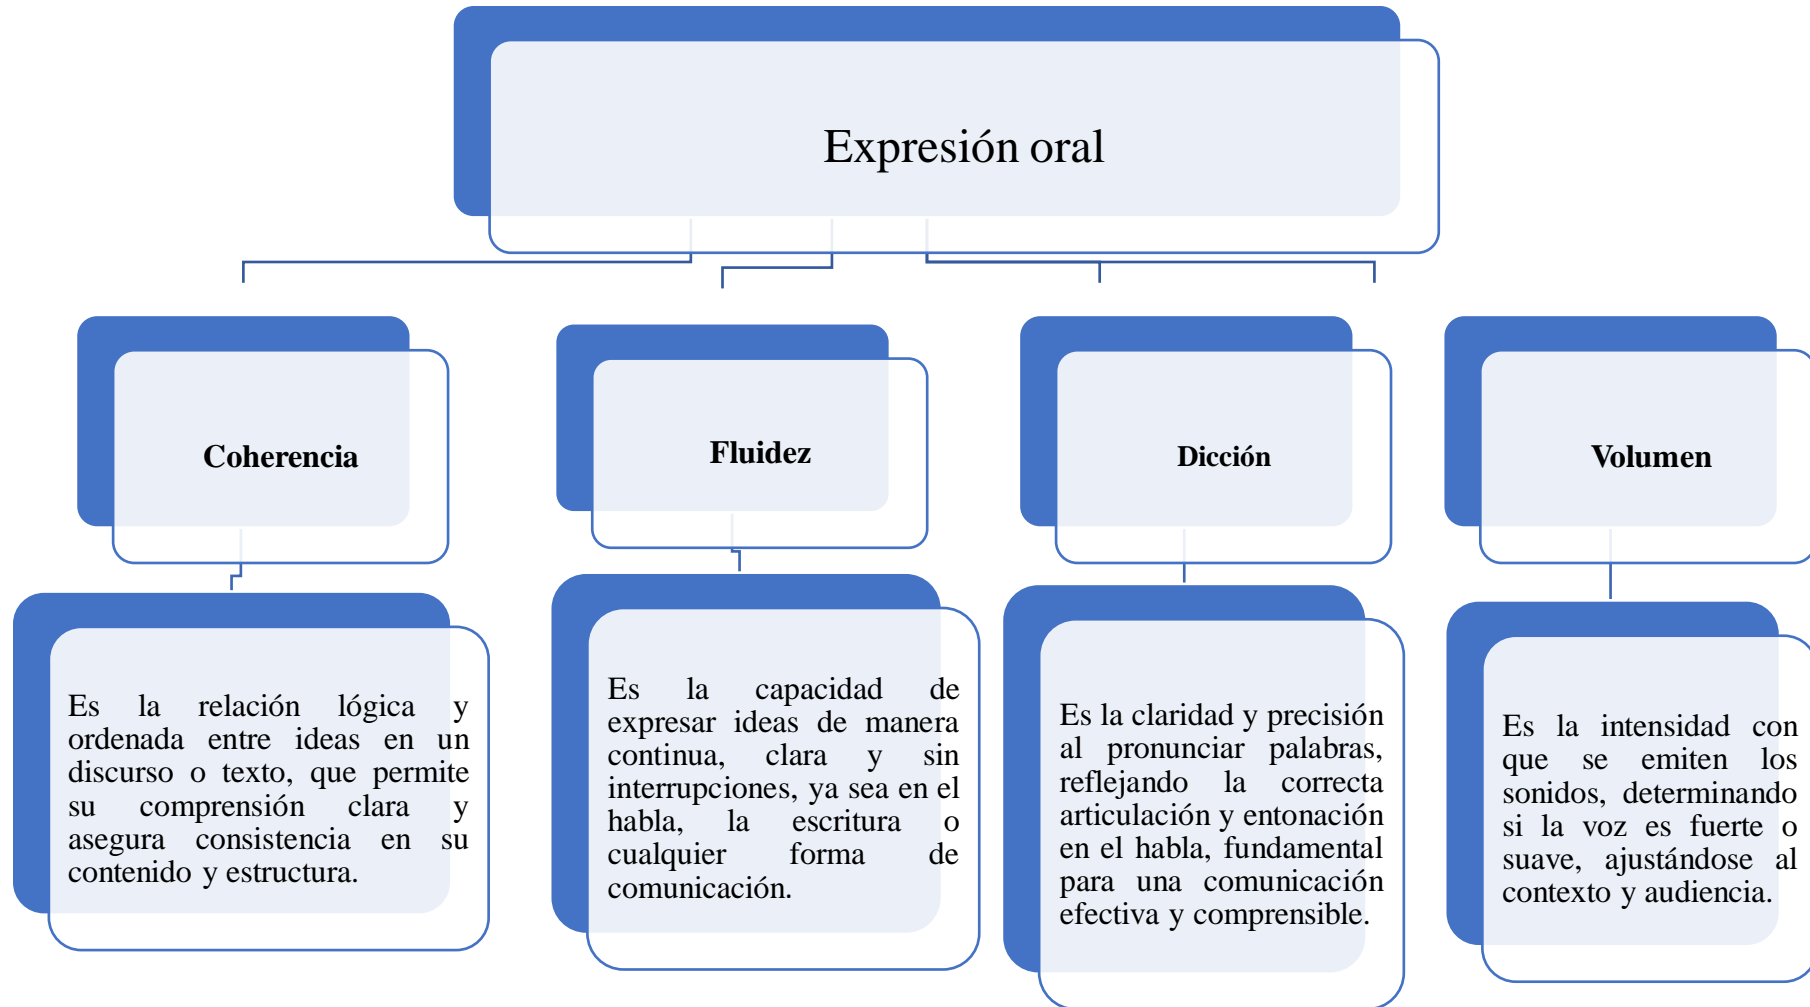 Expresión oral
Coherencia
Fluidez
Dicción
Volumen
Es la relación lógica y
ordenada entre ideas en un
discurso o texto, que permite
su comprensión clara y
asegura consistencia en su
contenido y estructura.
Es la capacidad de
expresar ideas de manera
continua, clara y sin
interrupciones, ya sea en el
habla, la escritura o
cualquier forma de
comunicación.
Es la claridad y precisión
al pronunciar palabras,
reflejando la correcta
articulación y entonación
en el habla, fundamental
para una comunicación
efectiva y comprensible.
Es la intensidad con
que se emiten los
sonidos, determinando
si la voz es fuerte o
suave, ajustándose al
contexto y audiencia.